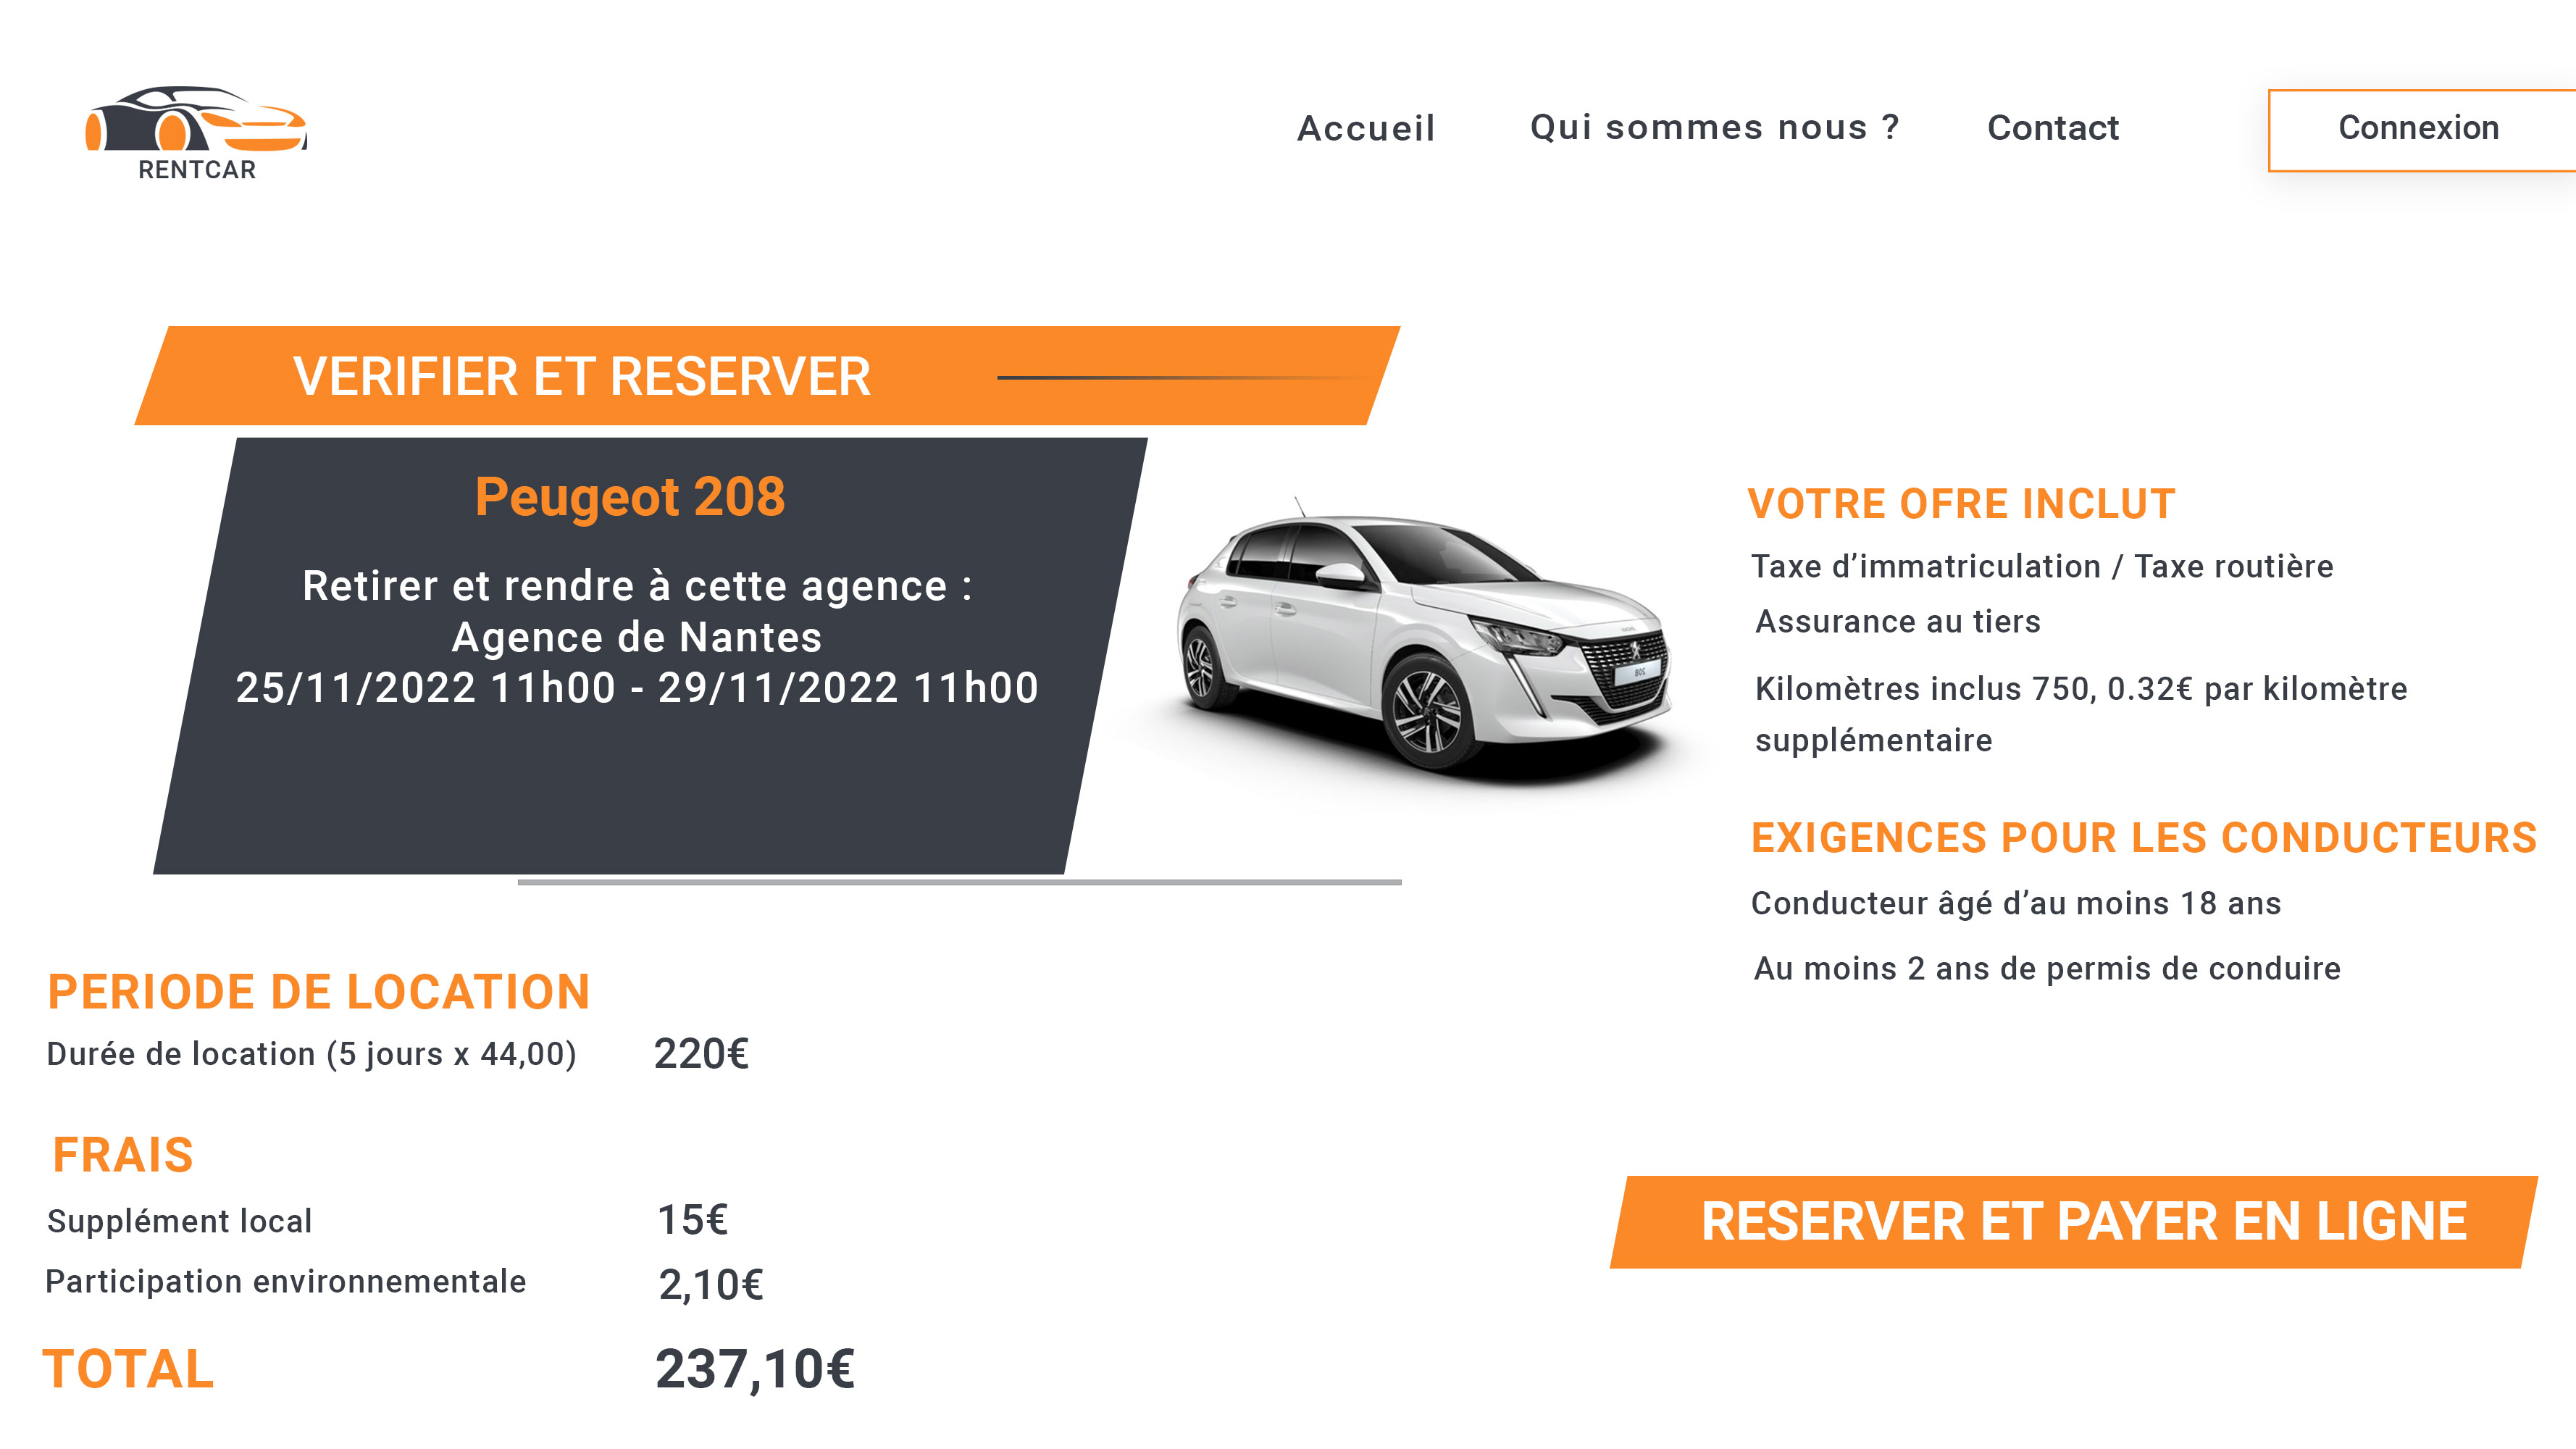 RENTCAR
Accueil
Qui sommes nous ?
Contact
Connexion
VERIFIER ET RESERVER
Peugeot 208
Retirer et rendre à cette agence :
Agence de Nantes
25/11/2022 11h00 - 29/11/2022 11h00
VOTRE OFRE INCLUT
Taxe d’immatriculation / Taxe routière
Assurance au tiers
Kilomètres inclus 750, 0.32€ par kilomètre
supplémentaire
EXIGENCES POUR LES CONDUCTEURS
Conducteur âgé d’au moins 18 ans
Au moins 2 ans de permis de conduire
PERIODE DE LOCATION
Durée de location (5 jours x 44,00) 220€
FRAIS
Supplément local 15€
Participation environnementale 2,10€
TOTAL 237,10€
RESERVER ET PAYER EN LIGNE